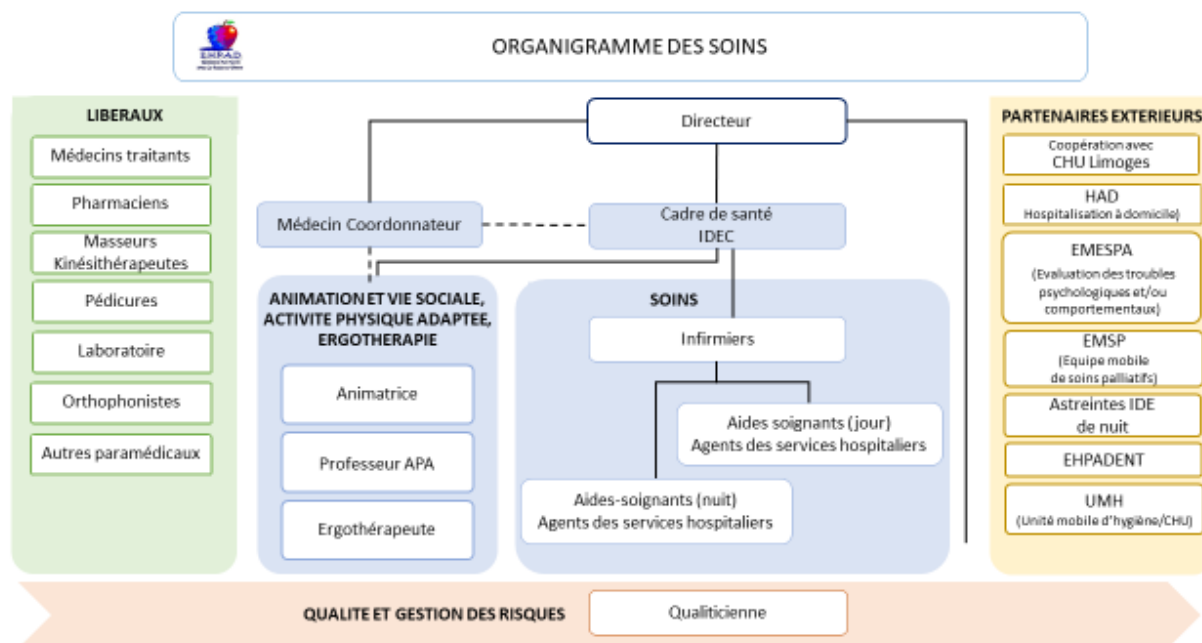 EHPAD
ORGANIGRAMME DES SOINS
LIBERAUX
Médecins traitants
Pharmaciens
Masseurs
Kinésithérapeutes
Pédicures
Laboratoire
Orthophonistes
Autres paramédicaux
Directeur
Médecin Coordonnateur
Cadre de santé
IDEC
ANIMATION ET VIE SOCIALE,
ACTIVITE PHYSIQUE ADAPTEE,
ERGOTHERAPIE
Animatrice
Professeur APA
Ergothérapeute
SOINS
Infirmiers
Aides soignants (jour)
Agents des services hospitaliers
Aides-soignants (nuit)
Agents des services hospitaliers
PARTENAIRES EXTERIEURS
Coopération avec
CHU Limoges
HAD
Hospitalisation à domicile)
EMESPA
(Evaluation des troubles
psychologiques et/ou
comportementaux)
EMSP
(Equipe mobile
de soins palliatifs)
Astreintes IDE
de nuit
EHPADENT
UMH
(Unité mobile d'hygiène/CHU)
QUALITE ET GESTION DES RISQUES
Qualiticienne